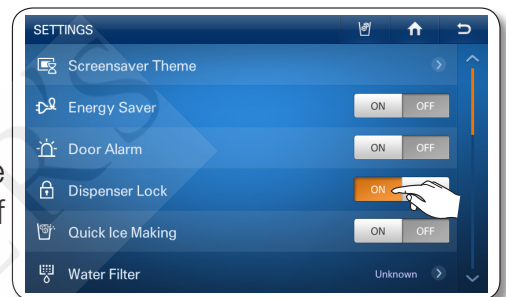 SETTINGS
Screensaver Theme
Energy Saver ON OFF
Door Alarm ON OFF
e
Dispenser Lock ON
f
Quick Ice Making ON OFF
Water Filter Unknown